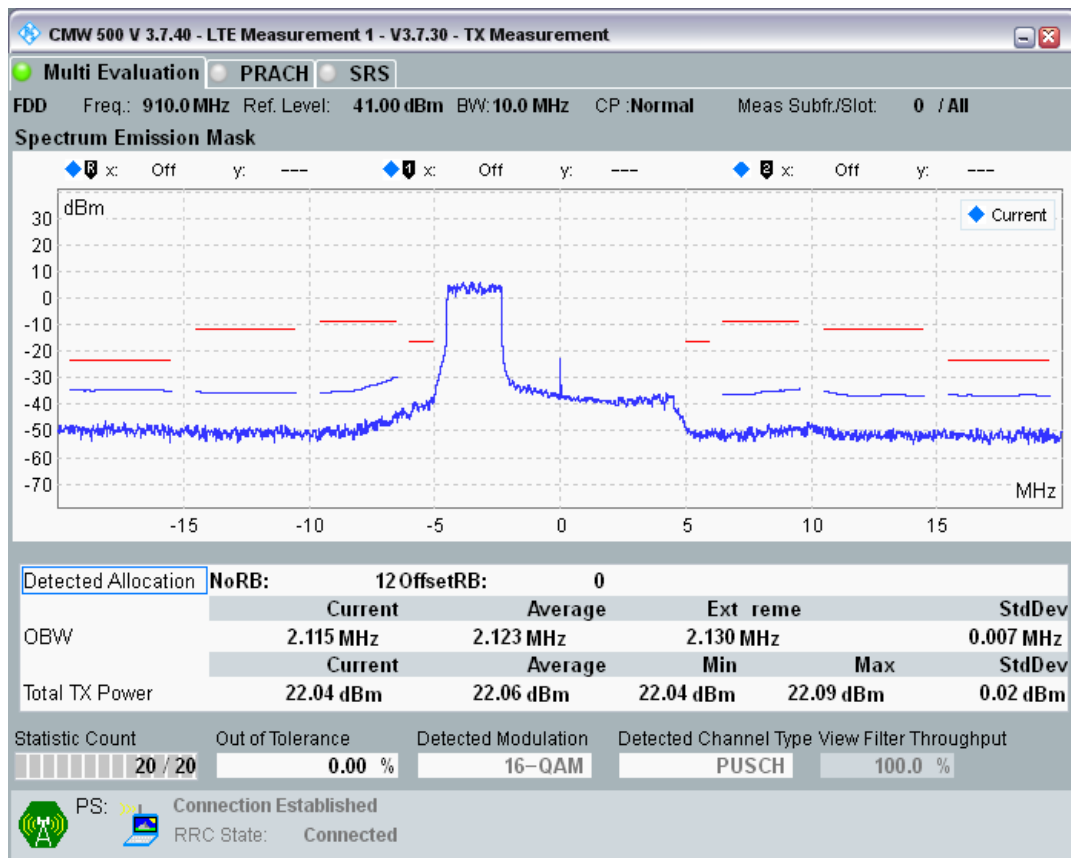 CMW 500 V 3.7.40 - LTE Measurement 1 - V3.7.30 - TX Measurement
Multi Evaluation PRACH SRS
FDD Freq.: 910.0 MHz Ref. Level: 41.00 dBm BW: 10.0 MHz CP :Normal Meas Subfr./Slot: 0 / All
Spectrum Emission Mask
R x: Off y: --- 1 x: Off y: --- 2 x: Off y: ---
dBm
Current
30
20
10
0
-10
-20
-30
-40
-50
-60
-70
MHz
-15 -10 -5 0 5 10 15
Detected Allocation NoRB: 12 OffsetRB: 0
Current Average Ext reme StdDev
OBW 2.115 MHz 2.123 MHz 2.130 MHz 0.007 MHz
Current Average Min Max StdDev
Total TX Power 22.04 dBm 22.06 dBm 22.04 dBm 22.09 dBm 0.02 dBm
Statistic Count Out of Tolerance Detected Modulation Detected Channel Type View Filter Throughput
20 / 20 0.00 % 16-QAM PUSCH 100.0 %
PS: Connection Established
RRC State: Connected